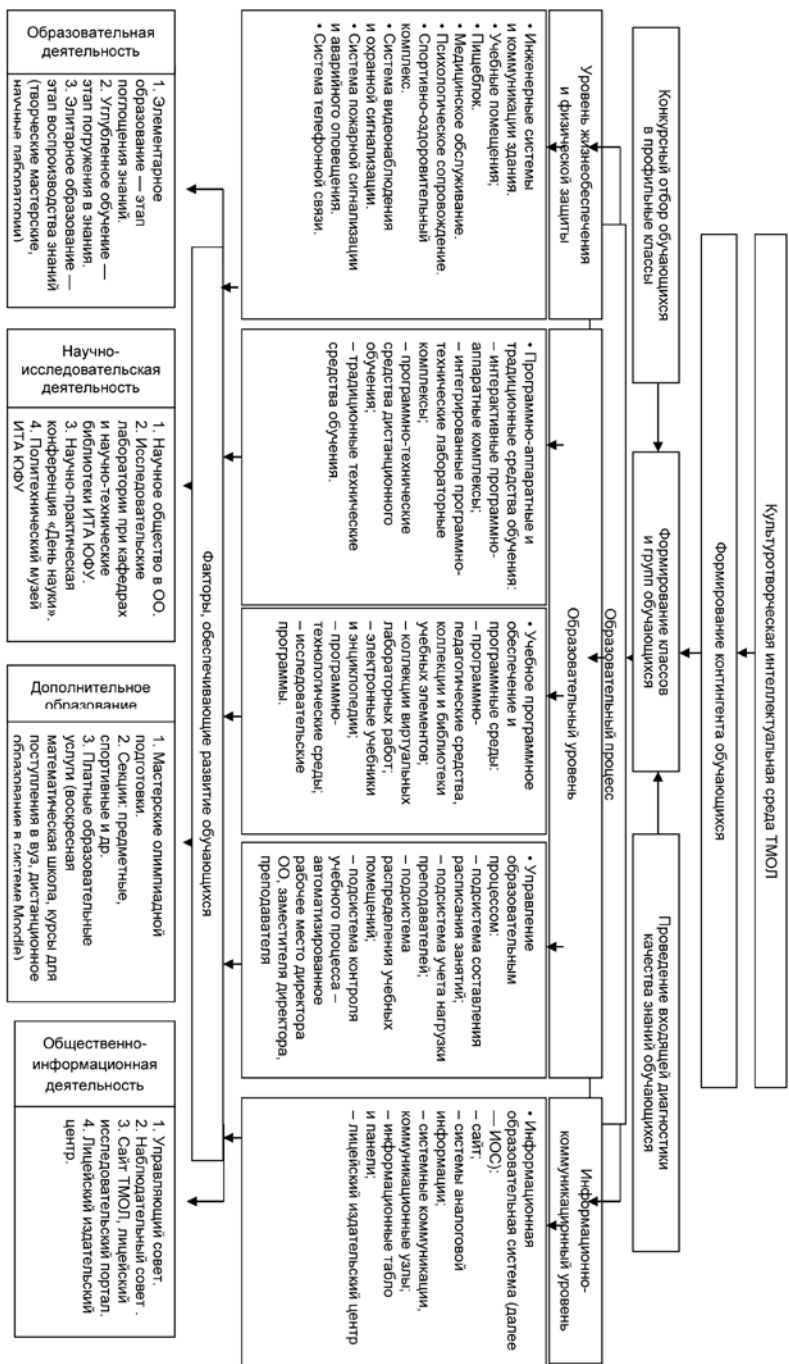 Культуротворческая интеллектуальная среда ТМОЛ
Формирование контингента обучающихся
Конкурсный отбор обучающихся
в профильные классы
Формирование классов
и групп обучающихся
Проведение входящей диагностики
качества знаний обучающихся
Образовательный процесс
Уровень жизнеобеспечения
и физической защиты
Образовательный уровень
Информационно-
коммуникационный уровень
• Инженерные системы
и коммуникации здания.
• Учебные помещения;
• Пищеблок.
• Медицинское обслуживание.
• Психологическое сопровождение.
• Спортивно-оздоровительный
комплекс.
• Система видеонаблюдения
и охранной сигнализации.
• Система пожарной сигнализации
и аварийного оповещения.
• Система телефонной связи.
• Программно-аппаратные и
традиционные средства обучения:
– интерактивные программно-
аппаратные комплексы;
– интегрированные программно-
технические лабораторные
комплексы;
– программно-технические
средства дистанционного
обучения;
– традиционные технические
средства обучения.
• Учебное программное
обеспечение и
программные среды:
– программно-
педагогические средства,
коллекции и библиотеки
учебных элементов;
– коллекции виртуальных
лабораторных работ;
– электронные учебники
и энциклопедии;
– программно-
технологические среды;
– исследовательские
программы.
• Управление
образовательным
процессом:
– подсистема составления
расписания занятий;
– подсистема учета нагрузки
преподавателей;
– подсистема
распределения учебных
помещений;
– подсистема контроля
учебного процесса –
автоматизированное
рабочее место директора
ОО, заместителя директора,
преподавателя
• Информационная
образовательная система (далее
— ИОС):
– сайт;
– системы аналоговой
информации;
– системные коммуникации,
коммуникационные узлы;
– информационные табло
и панели;
– лицейский издательский центр
Факторы, обеспечивающие развитие обучающихся
Образовательная
деятельность
1. Элементарное
образование — этап
поглощения знаний.
2. Углубленное обучение —
этап погружения в знания.
3. Элитарное образование —
этап воспроизводства знаний
(творческие мастерские,
научные лаборатории)
Научно-
исследовательская
деятельность
1. Научное общество в ОО.
2. Исследовательские
лаборатории при кафедрах
и научно-технические
библиотеки ИТА ЮФУ.
3. Научно-практическая
конференция «День науки».
4. Политехнический музей
ИТА ЮФУ
Дополнительное
образование
1. Мастерские олимпиадной
подготовки.
2. Секции: предметные,
спортивные и др.
3. Платные образовательные
услуги (воскресная
математическая школа, курсы для
поступления в вуз, дистанционное
образование в системе Moodle)
Общественно-
информационная
деятельность
1. Управляющий совет.
2. Наблюдательный совет .
3. Сайт ТМОЛ, лицейский
исследовательский портал.
4. Лицейский издательский
центр.